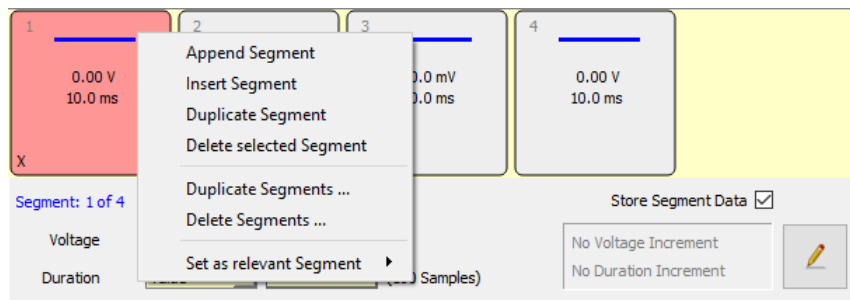 1
2
3
4
0.00 V
10.0 ms
0.0 mV
0.0 ms
0.00 V
10.0 ms
X
Append Segment
Insert Segment
Duplicate Segment
Delete selected Segment
Duplicate Segments ...
Delete Segments ...
Set as relevant Segment
Segment: 1 of 4
Store Segment Data
Voltage
No Voltage Increment
Duration
Samples)
No Duration Increment